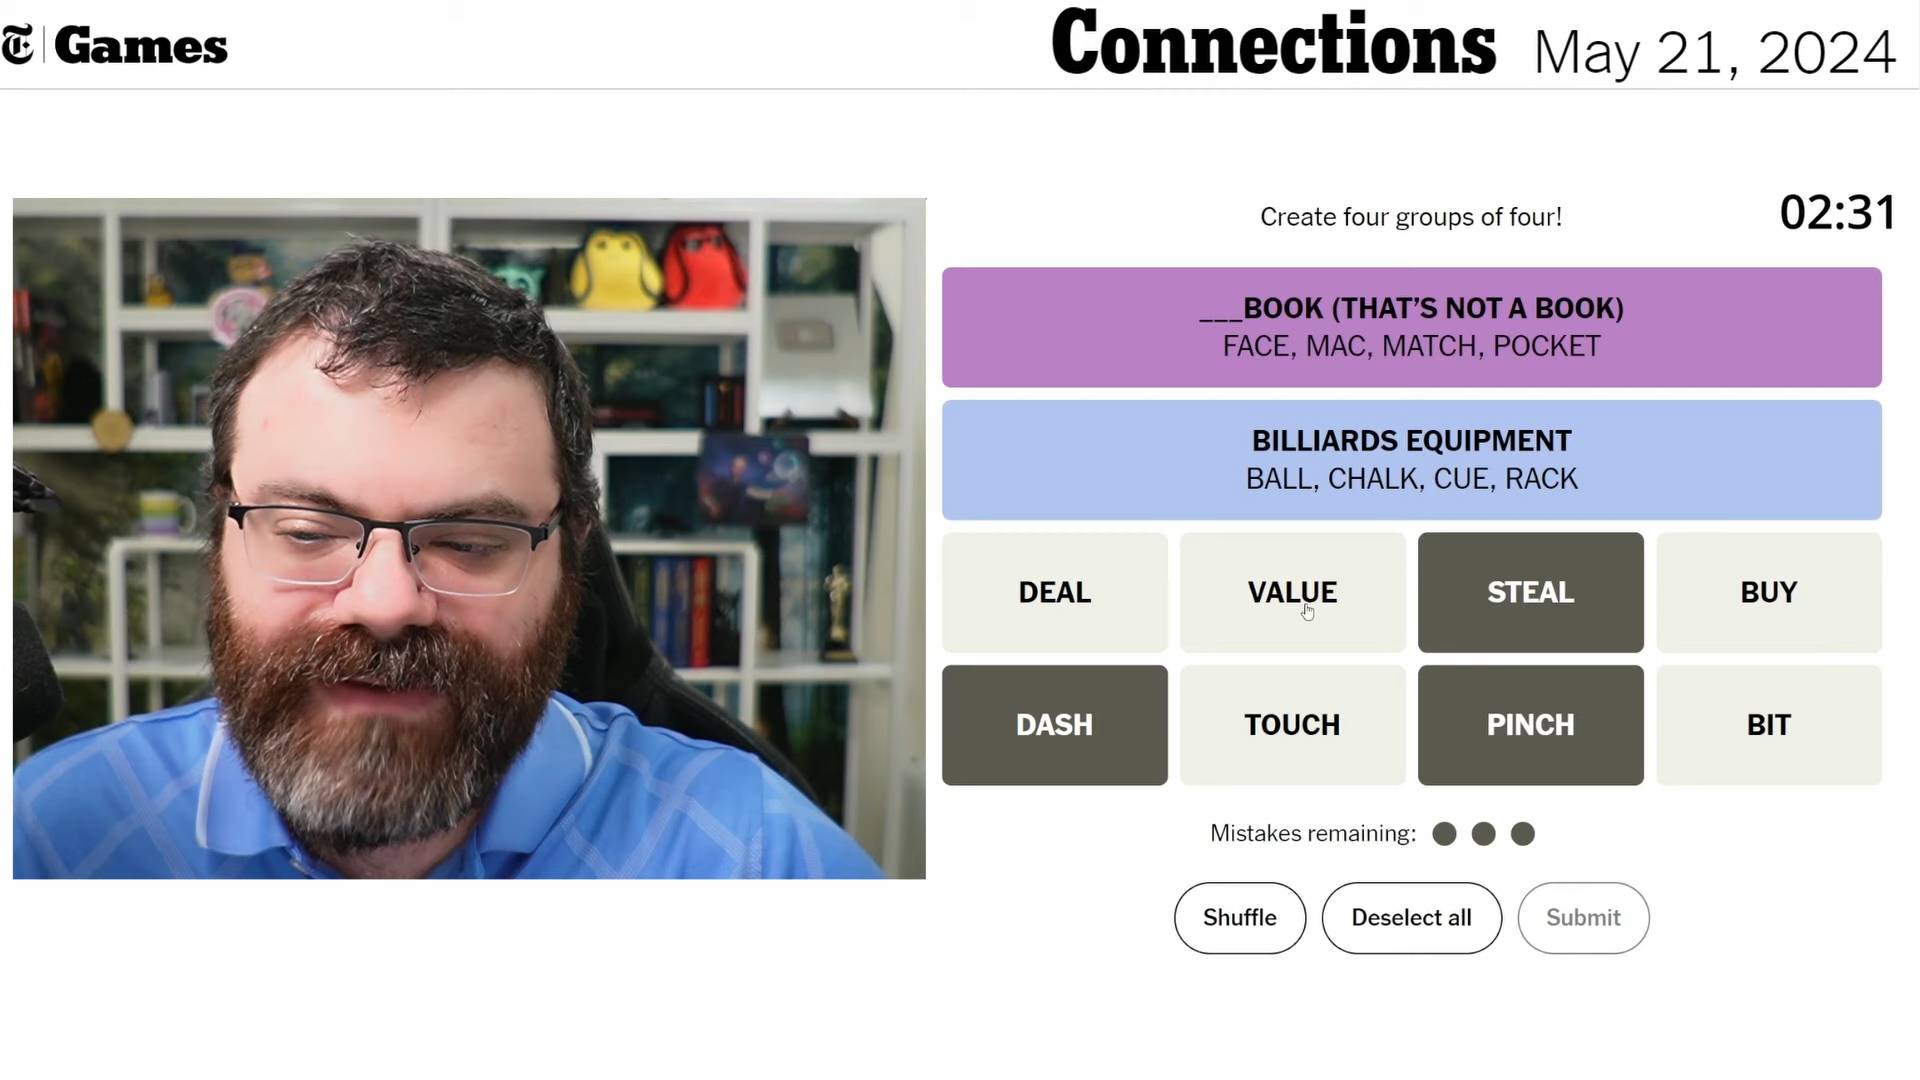 T Games
Connections May 21, 2024
Create four groups of four!
02:31
___BOOK (THAT’S NOT A BOOK)
FACE, MAC, MATCH, POCKET
BILLIARDS EQUIPMENT
BALL, CHALK, CUE, RACK
DEAL VALUE STEAL BUY
DASH TOUCH PINCH BIT
Mistakes remaining:
Shuffle Deselect all Submit